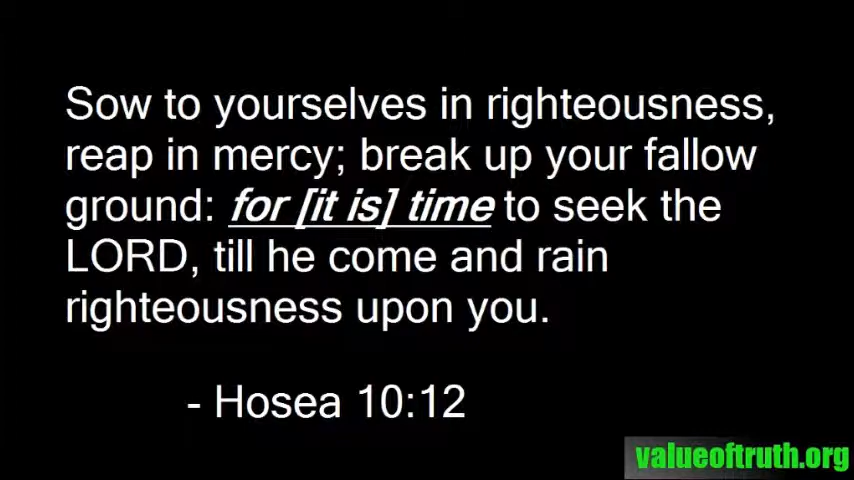 Sow to yourselves in righteousness,
reap in mercy; break up your fallow
ground: for [it is] time to seek the
LORD, till he come and rain
righteousness upon you.
- Hosea 10:12
valueoftruth.org